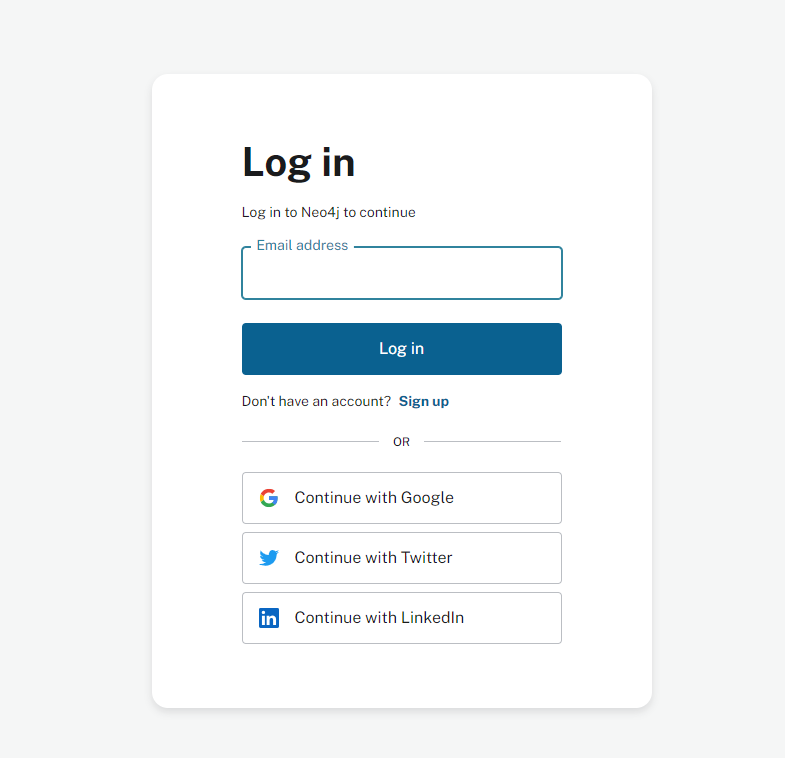 Log in
Log in to Neo4j to continue
Email address
Log in
Don't have an account? Sign up
OR
Continue with Google
Continue with Twitter
Continue with LinkedIn